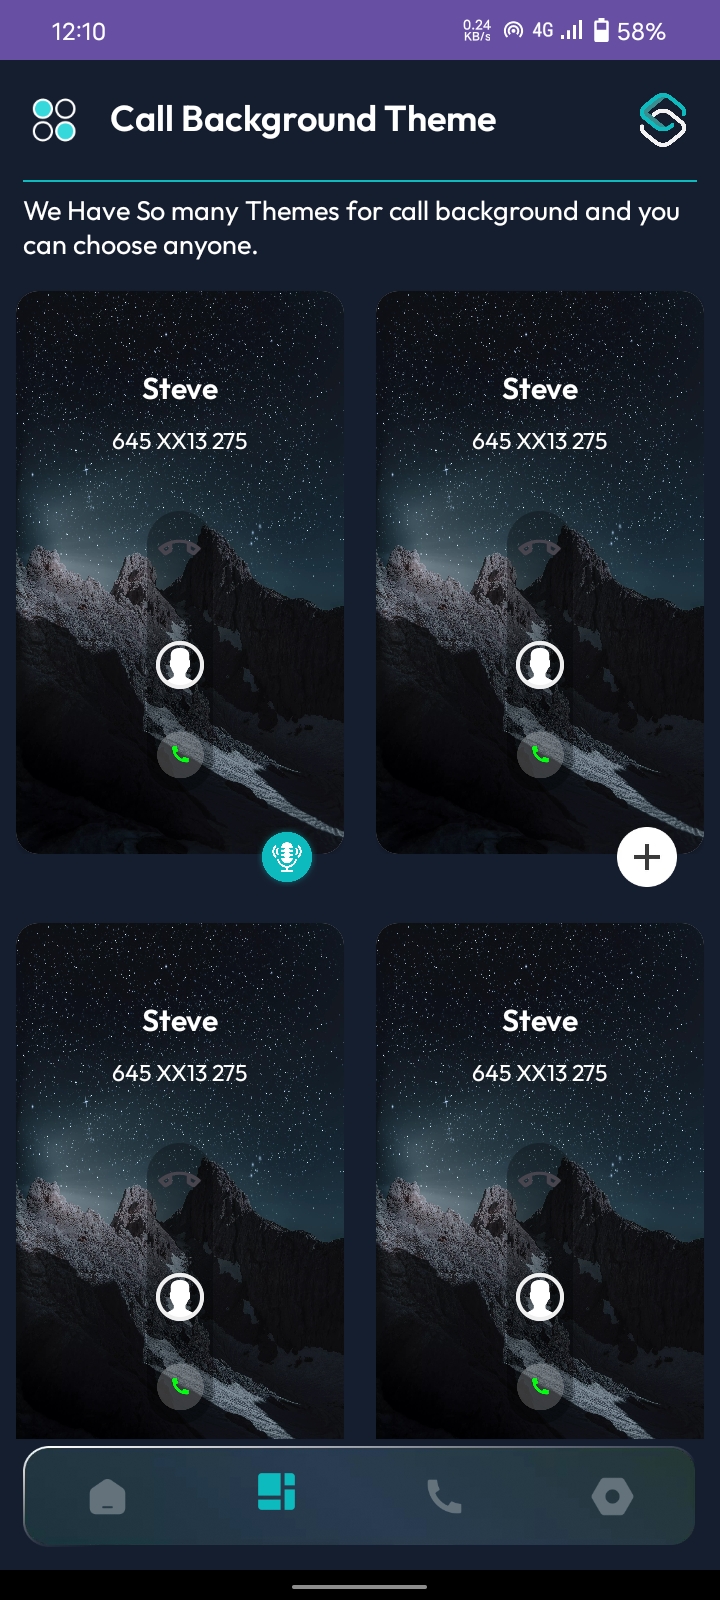 12:10
0.24 KB/s 4G 58%
Call Background Theme
We Have So many Themes for call background and you
can choose anyone.
Steve
645 XX13 275
Steve
645 XX13 275
Steve
645 XX13 275
Steve
645 XX13 275